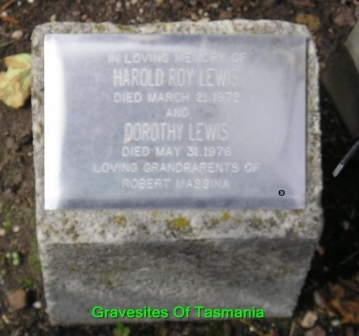 IN LOVING MEMORY OF
HAROLD ROY LEWIS
DIED MARCH 21.1972
AND
DOROTHY LEWIS
DIED MAY 31.1976
LOVING GRANDPARENTS OF
ROBERT MASSINA
Gravesites Of Tasmania